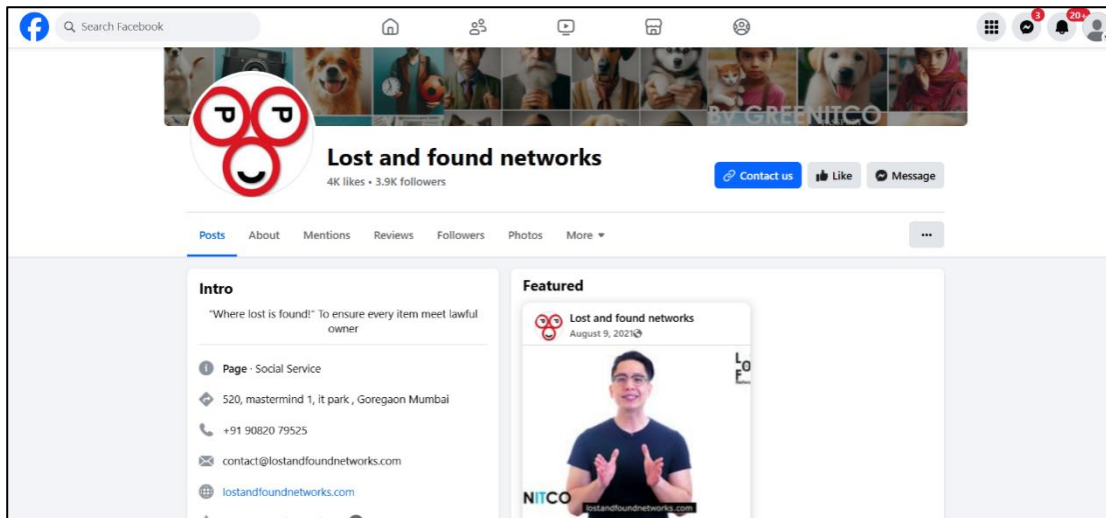 Search Facebook
3
20+
By GREENITCO
P P
Lost and found networks
4K likes • 3.9K followers
Contact us
Like
Message
Posts
About
Mentions
Reviews
Followers
Photos
More
Intro
"Where lost is found!" To ensure every item meet lawful
owner
Page · Social Service
520, mastermind 1, it park , Goregaon Mumbai
+91 90820 79525
contact@lostandfoundnetworks.com
lostandfoundnetworks.com
Featured
Lost and found networks
August 9, 2021
NITCO
lostandfoundnetworks.com